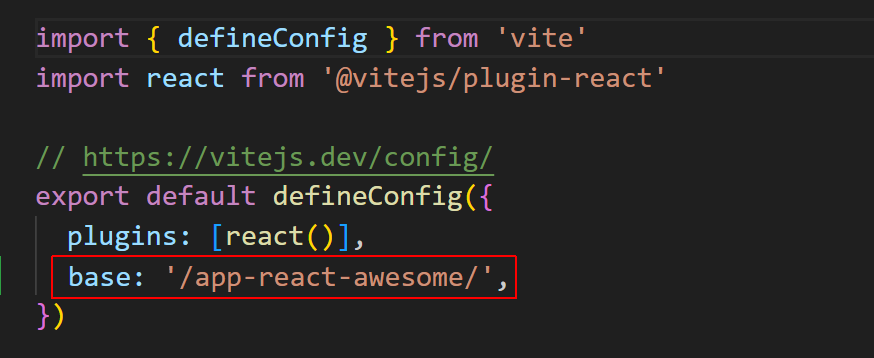 import { defineConfig } from 'vite'
import react from '@vitejs/plugin-react'
// https://vitejs.dev/config/
export default defineConfig({
  plugins: [react()],
  base: '/app-react-awesome/',
})